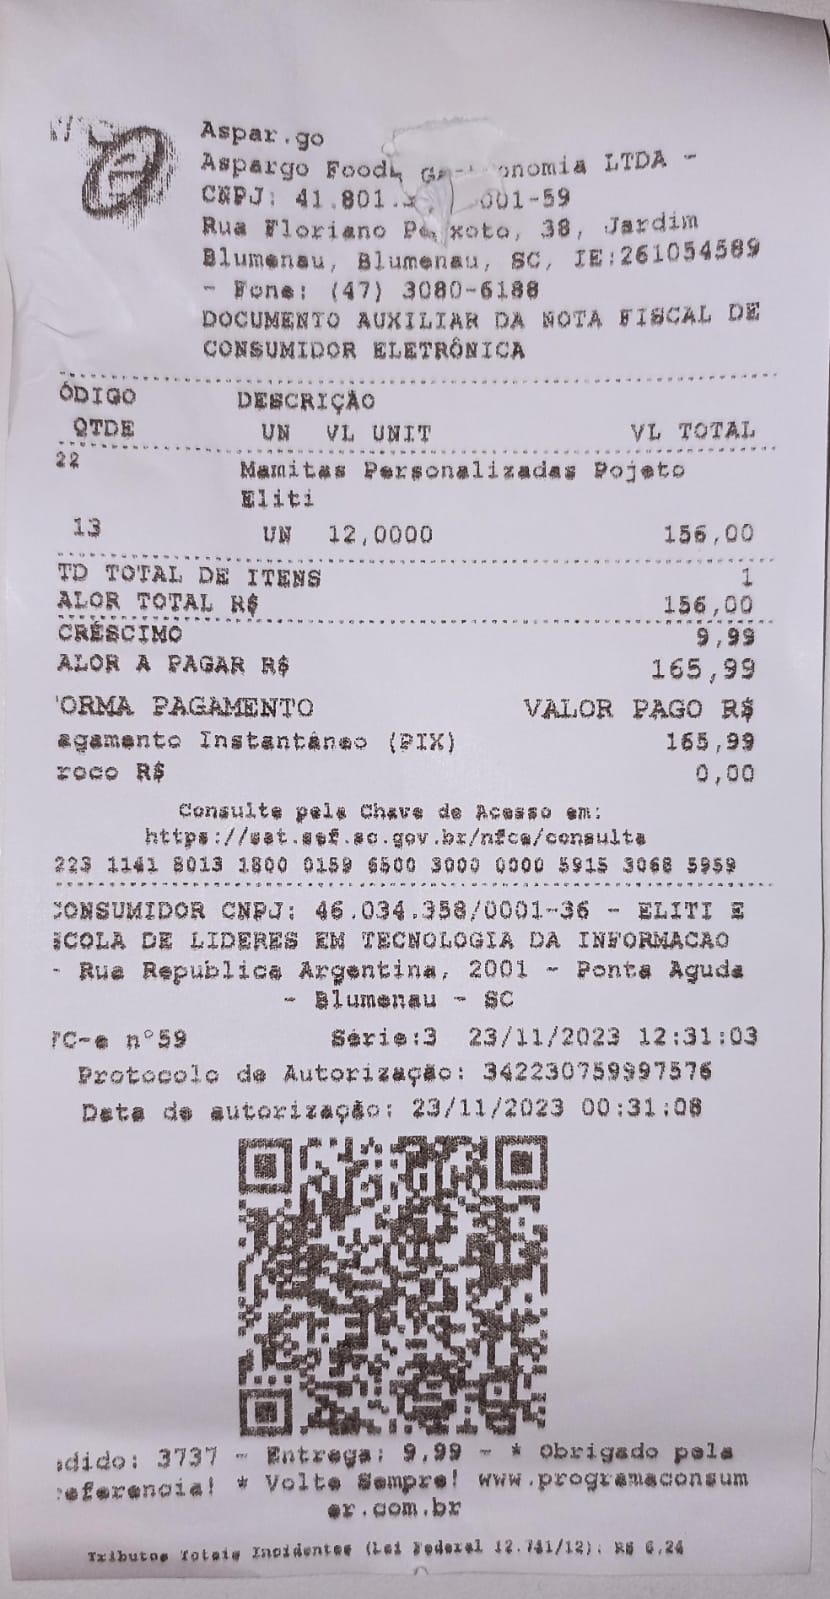 Aspar.go
Aspargo Food onomia LTDA -
CNPJ: 41.801. 001-59
Rua Floriano Pe xoto, 38, Jardim
Blumenau, Blumenau, SC, IE:261054589
- Fone: (47) 3080-6188
DOCUMENTO AUXILIAR DA NOTA FISCAL DE
CONSUMIDOR ELETRÔNICA
ÓDIGO DESCRIÇÃO
QTDE UN VL UNIT VL TOTAL
22 Mamitas Personalizadas Pojeto
Eliti
13 UN 12,0000 156,00
TD TOTAL DE ITENS 1
ALOR TOTAL R$ 156,00
CRÉSCIMO 9,99
ALOR A PAGAR R$ 165,99
ORMA PAGAMENTO VALOR PAGO R$
agamento Instantâneo (PIX) 165,99
roco R$ 0,00
Consulte pela Chave de Acesso em:
https://sat.sef.sc.gov.br/nfce/consulta
223 1141 8013 1800 0159 6500 3000 0000 5915 3068 5959
CONSUMIDOR CNPJ: 46.034.358/0001-36 - ELITI E
SCOLA DE LIDERES EM TECNOLOGIA DA INFORMACAO
- Rua Republica Argentina, 2001 - Ponta Aguda
- Blumenau - SC
FC-e n°59 Série:3 23/11/2023 12:31:03
Protocolo de Autorização: 342230759997576
Data de autorização: 23/11/2023 00:31:08
edido: 3737 - Entrega: 9,99 - * Obrigado pela
referencia! * Volte Sempre! www.programaconsum
er.com.br
Tributos Totais Incidentes (Lei Federal 12.741/12): R$ 6,24